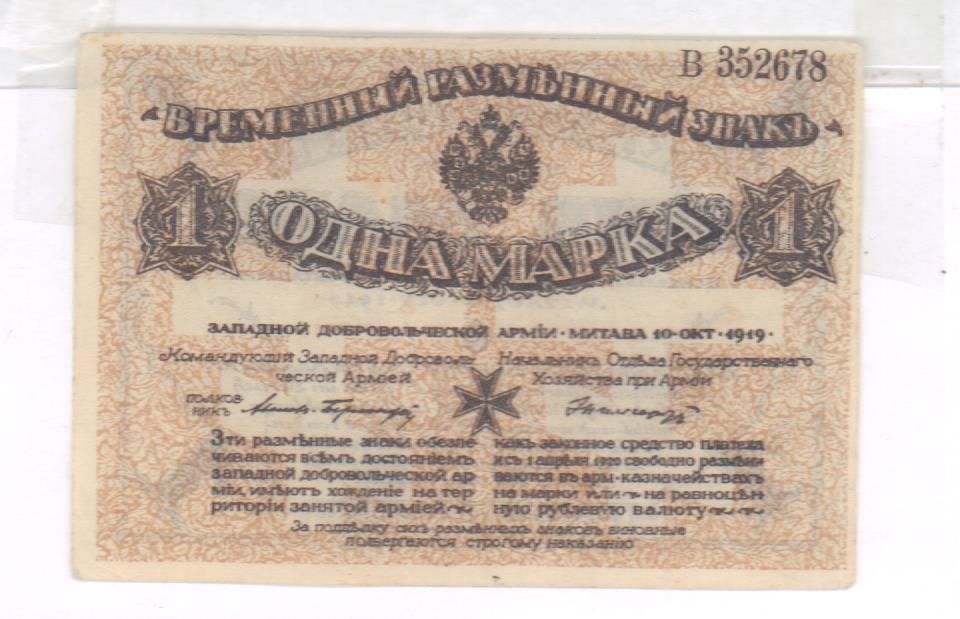 В 352678
ВРЕМЕННЫЙ РАЗМѢННЫЙ ЗНАКЪ
1 ОДНА МАРКА 1
ЗАПАДНОЙ ДОБРОВОЛЬЧЕСКОЙ АРМIИ · МИТАВА 10 · ОКТ · 1919 ·
Командующiй Западной Доброволь-
ческой Армiей
полков-
никъ
Начальникъ Отдѣла Государственнаго
Хозяйства при Армiи
Эти размѣнные знаки обезпе-
чиваются всѣмъ достоянiемъ
западной добровольческой ар-
мiи, имѣютъ хожденiе на тер-
риторiи занятой армiей
какъ законное средство платежа
и съ 1 апрѣля 1920 свободно размѣни-
ваются въ арм · казначействахъ
на марки или на равноцѣн-
ную рублевую валюту
За поддѣлку сихъ размѣнныхъ знаковъ виновные
подвергаются строгому наказанию